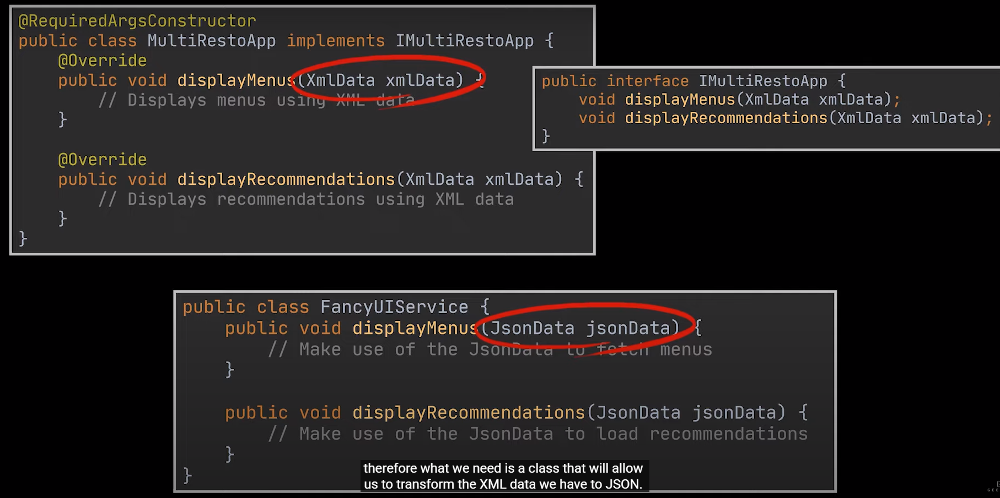 @RequiredArgsConstructor
public class MultiRestoApp implements IMultiRestoApp {
@Override
public void displayMenus(XmlData xmlData) {
// Displays menus using XML data
}
@Override
public void displayRecommendations(XmlData xmlData) {
// Displays recommendations using XML data
}
}
public interface IMultiRestoApp {
void displayMenus(XmlData xmlData);
void displayRecommendations(XmlData xmlData);
}
public class FancyUIService {
public void displayMenus(JsonData jsonData) {
// Make use of the JsonData to fetch menus
}
public void displayRecommendations(JsonData jsonData) {
// Make use of the JsonData to load recommendations
}
}
therefore what we need is a class that will allow
us to transform the XML data we have to JSON.